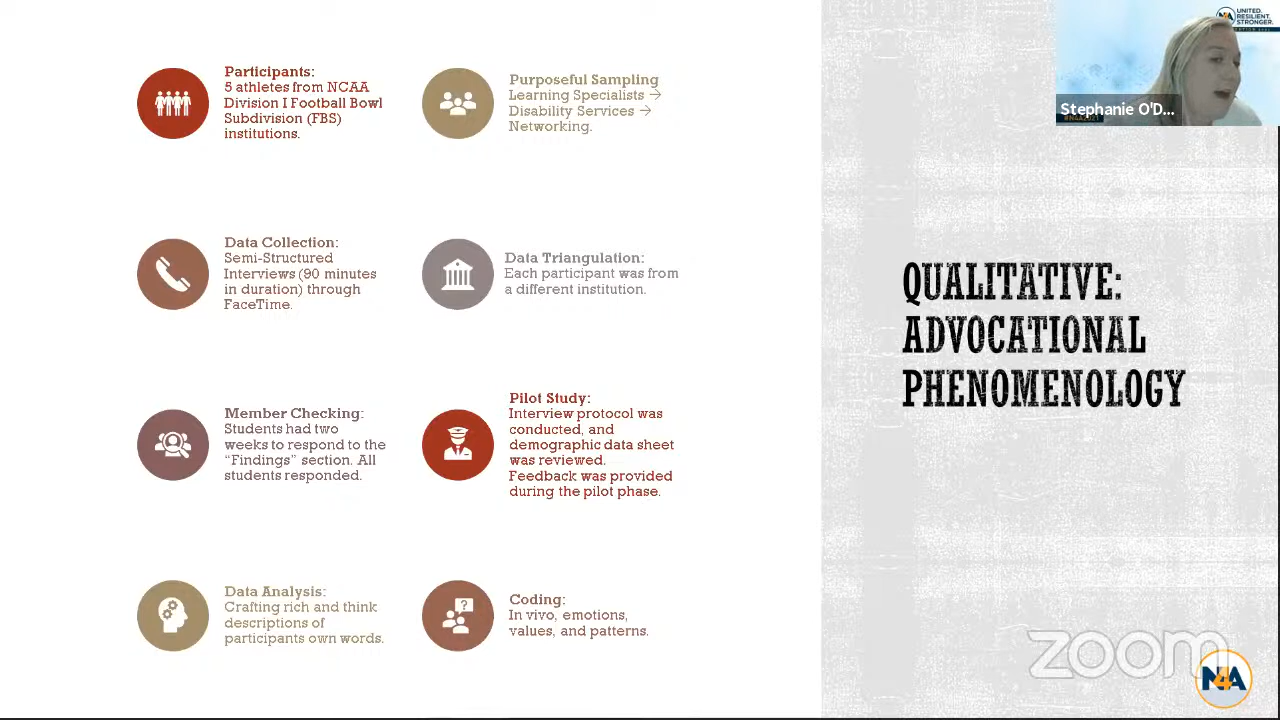 Participants:
5 athletes from NCAA
Division I Football Bowl
Subdivision (FBS)
institutions.
Purposeful Sampling
Learning Specialists →
Disability Services →
Networking.
Data Collection:
Semi-Structured
Interviews (90 minutes
in duration) through
FaceTime.
Data Triangulation:
Each participant was from
a different institution.
Member Checking:
Students had two
weeks to respond to the
“Findings” section. All
students responded.
Pilot Study:
Interview protocol was
conducted, and
demographic data sheet
was reviewed.
Feedback was provided
during the pilot phase.
Data Analysis:
Crafting rich and think
descriptions of
participants own words.
Coding:
In vivo, emotions,
values, and patterns.
QUALITATIVE:
ADVOCATIONAL
PHENOMENOLOGY
UNITED.
RESILIENT.
STRONGER.
Stephanie O'D...
#N4A2021
zoom
N4A